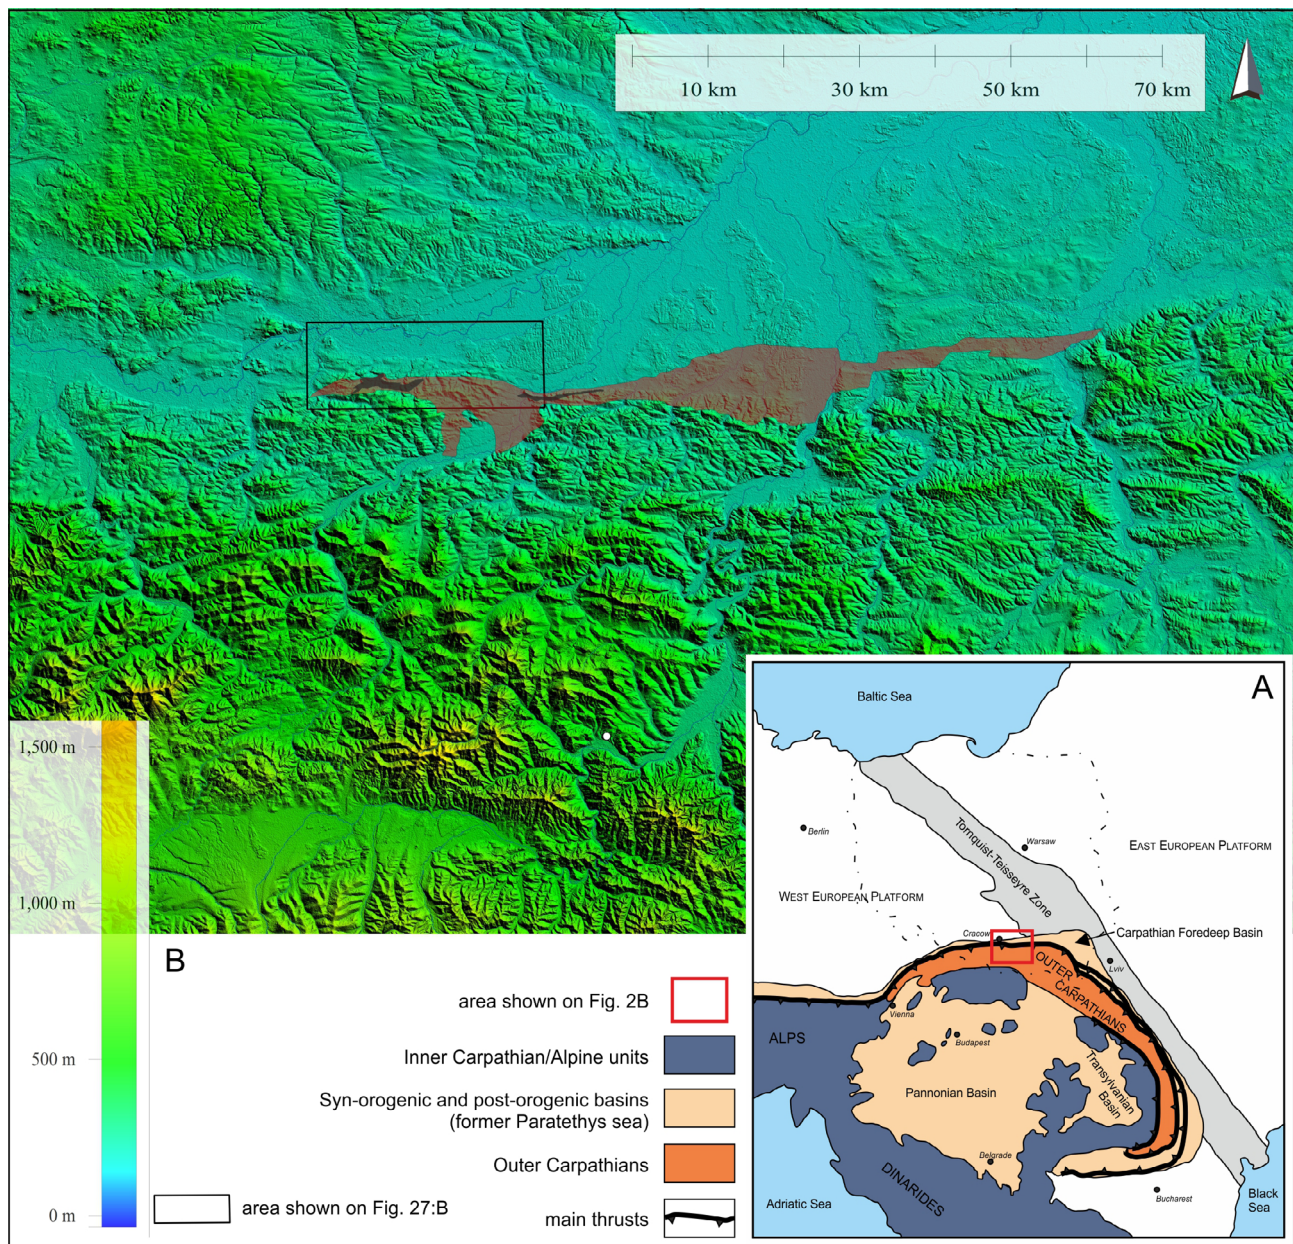 10 km 30 km 50 km 70 km
1,500 m
1,000 m
500 m
0 m
B
area shown on Fig. 2B
Inner Carpathian/Alpine units
Syn-orogenic and post-orogenic basins
(former Paratethys sea)
Outer Carpathians
area shown on Fig. 27:B
main thrusts
A
Baltic Sea
Berlin
Warsaw
Tornquist-Teisseyre Zone
EAST EUROPEAN PLATFORM
WEST EUROPEAN PLATFORM
Cracow
Carpathian Foredeep Basin
Lviv
OUTER
CARPATHIANS
Vienna
ALPS
Budapest
Pannonian Basin
Transylvanian
Basin
Belgrade
DINARIDES
Adriatic Sea
Bucharest
Black
Sea